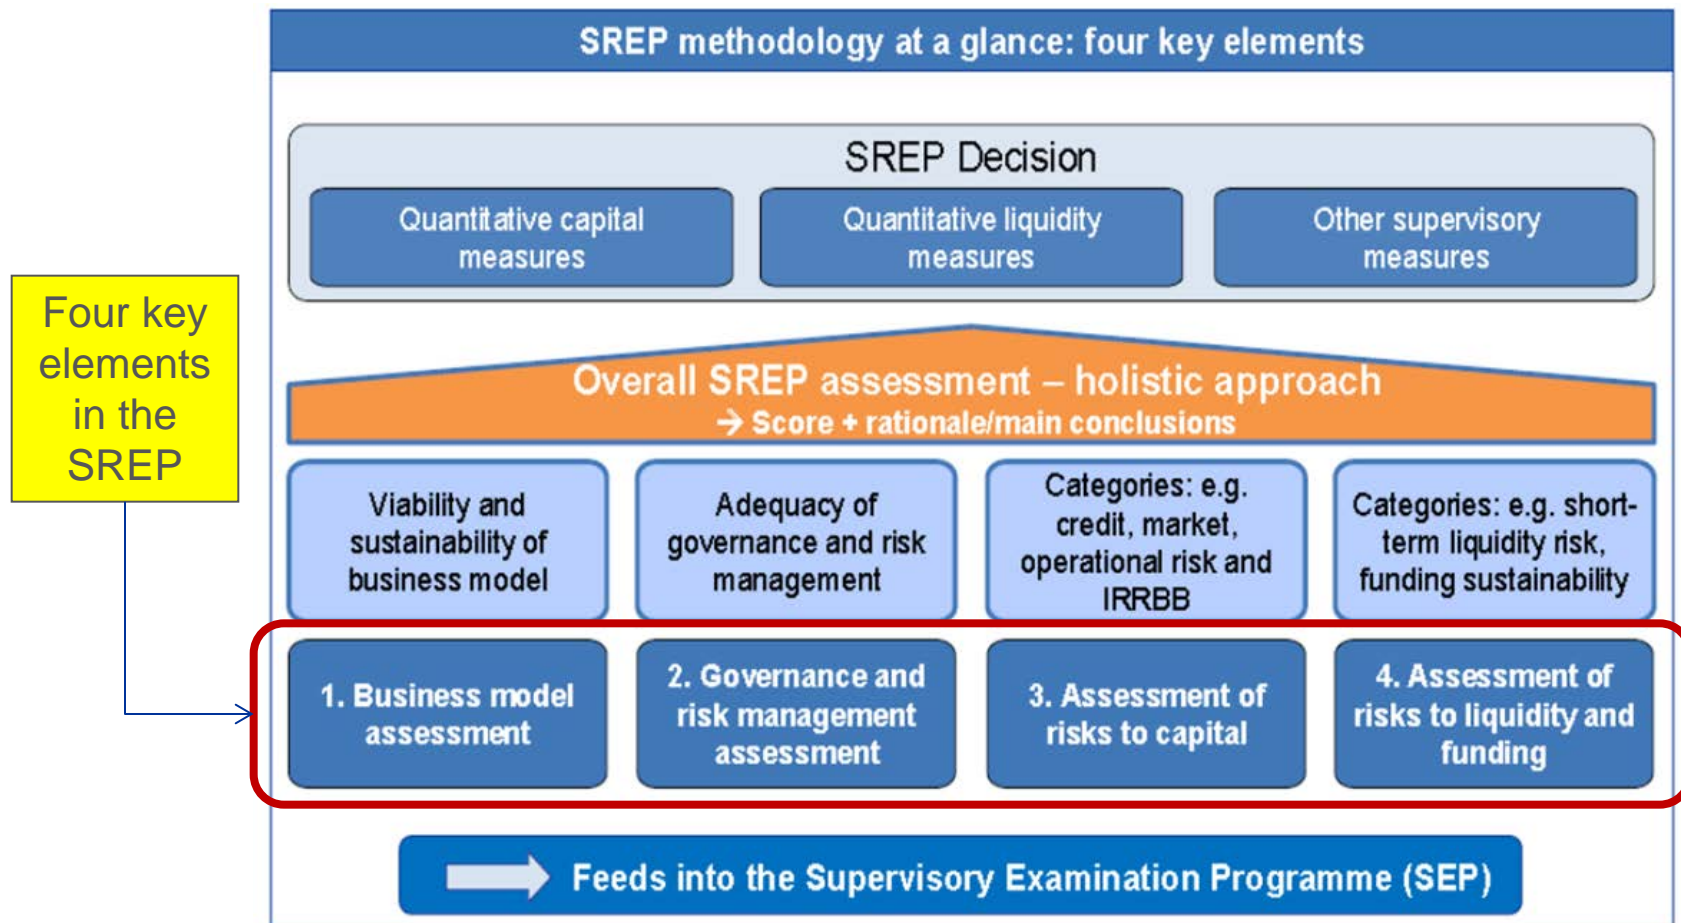 SREP methodology at a glance: four key elements
SREP Decision
Quantitative capital
measures
Quantitative liquidity
measures
Other supervisory
measures
Four key
elements
in the
SREP
Overall SREP assessment – holistic approach
→ Score + rationale/main conclusions
Viability and
sustainability of
business model
Adequacy of
governance and risk
management
Categories: e.g.
credit, market,
operational risk and
IRRBB
Categories: e.g. short-
term liquidity risk,
funding sustainability
1. Business model
assessment
2. Governance and
risk management
assessment
3. Assessment of
risks to capital
4. Assessment of
risks to liquidity and
funding
Feeds into the Supervisory Examination Programme (SEP)